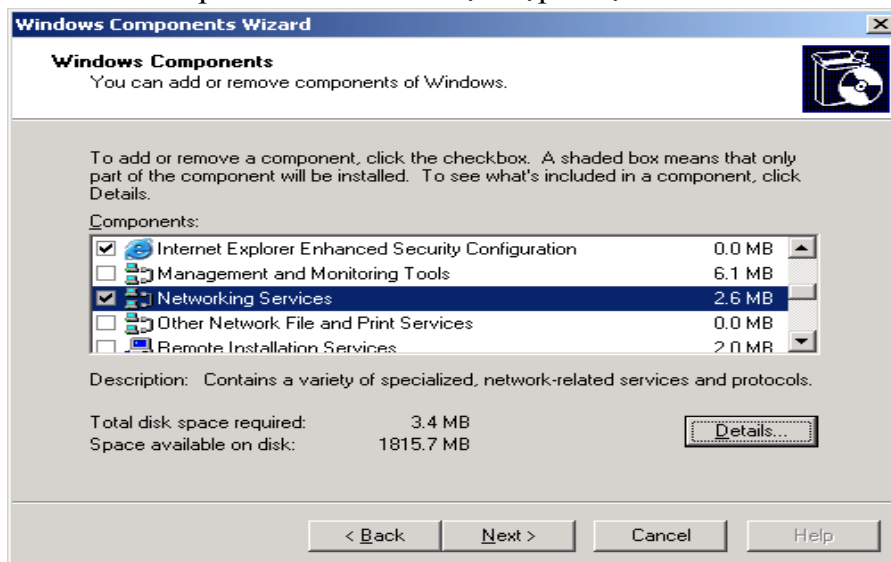 Windows Components Wizard
Windows Components
You can add or remove components of Windows.
To add or remove a component, click the checkbox. A shaded box means that only
part of the component will be installed. To see what's included in a component, click
Details.
Components:
Internet Explorer Enhanced Security Configuration 0.0 MB
Management and Monitoring Tools 6.1 MB
Networking Services 2.6 MB
Other Network File and Print Services 0.0 MB
Remote Installation Services 2.0 MB
Description: Contains a variety of specialized, network-related services and protocols.
Total disk space required: 3.4 MB
Space available on disk: 1815.7 MB
Details...
< Back Next > Cancel Help